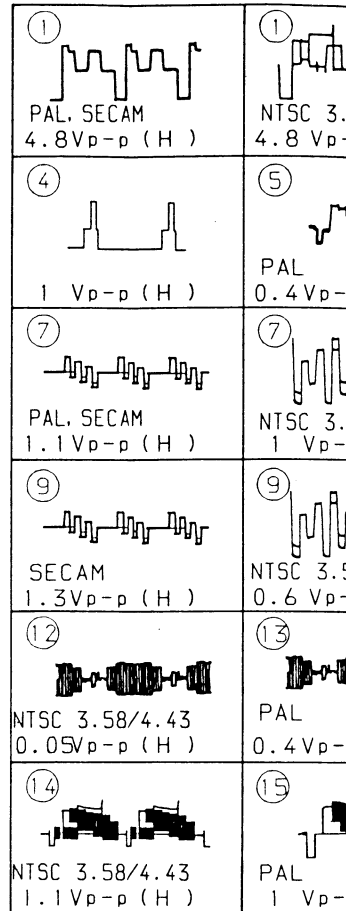 1
PAL, SECAM
4.8Vp-p (H )
1
NTSC 3.
4.8 Vp-
4
1 Vp-p (H )
5
PAL
0.4Vp-
7
PAL, SECAM
1.1Vp-p (H )
7
NTSC 3.
1 Vp-
9
SECAM
1.3Vp-p (H )
9
NTSC 3.5
0.6 Vp-
12
NTSC 3.58/4.43
0.05Vp-p (H )
13
PAL
0.4Vp-
14
NTSC 3.58/4.43
1.1Vp-p (H )
15
PAL
1 Vp-